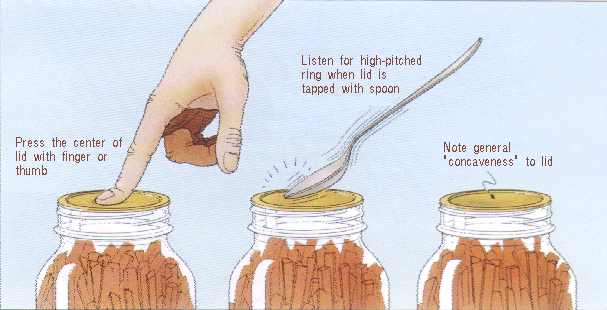 Press the center of
lid with finger or
thumb
Listen for high-pitched
ring when lid is
tapped with spoon
Note general
"concaveness" to lid